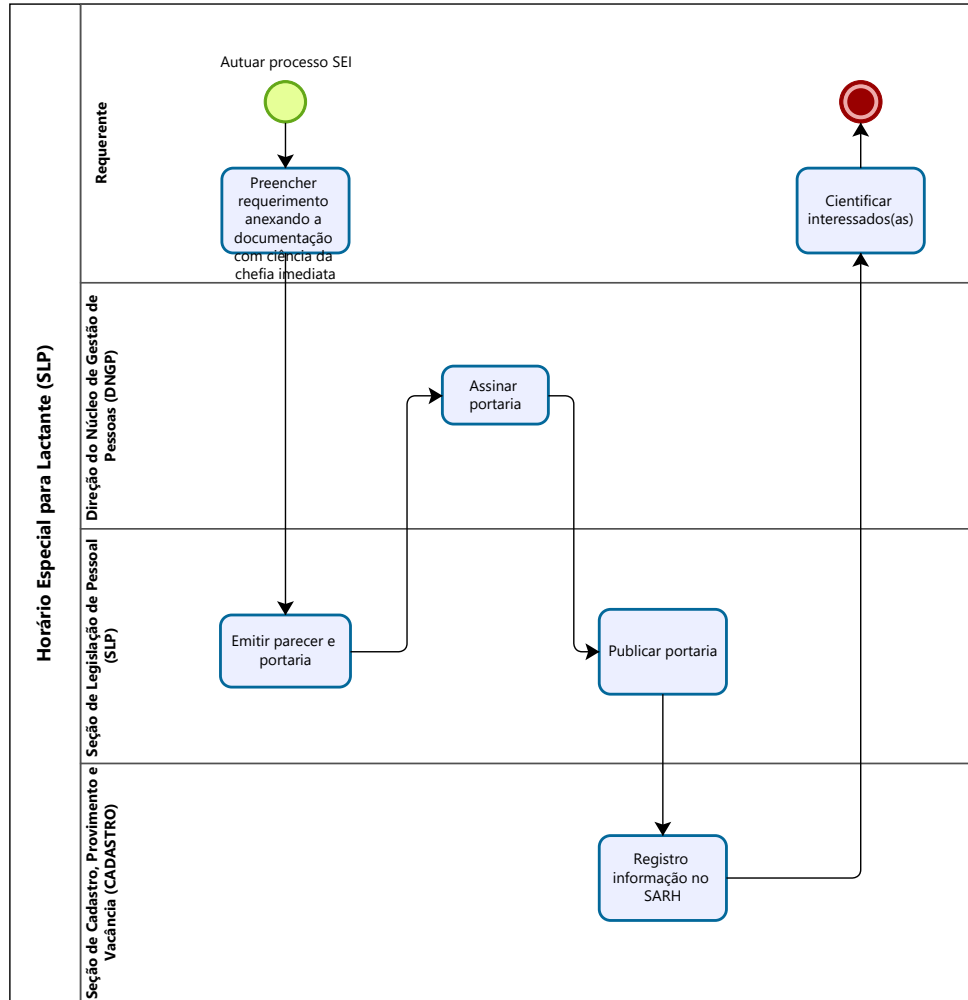 Horário Especial para Lactante (SLP)
Requerente
Autuar processo SEI
Preencher
requerimento
anexando a
documentação
com ciência da
chefia imediata
Cientificar
interessados(as)
Direção do Núcleo de Gestão de
Pessoas (DNGP)
Assinar
portaria
Seção de Legislação de Pessoal
(SLP)
Emitir parecer e
portaria
Publicar portaria
Seção de Cadastro, Provimento e
Vacância (CADASTRO)
Registro
informação no
SARH